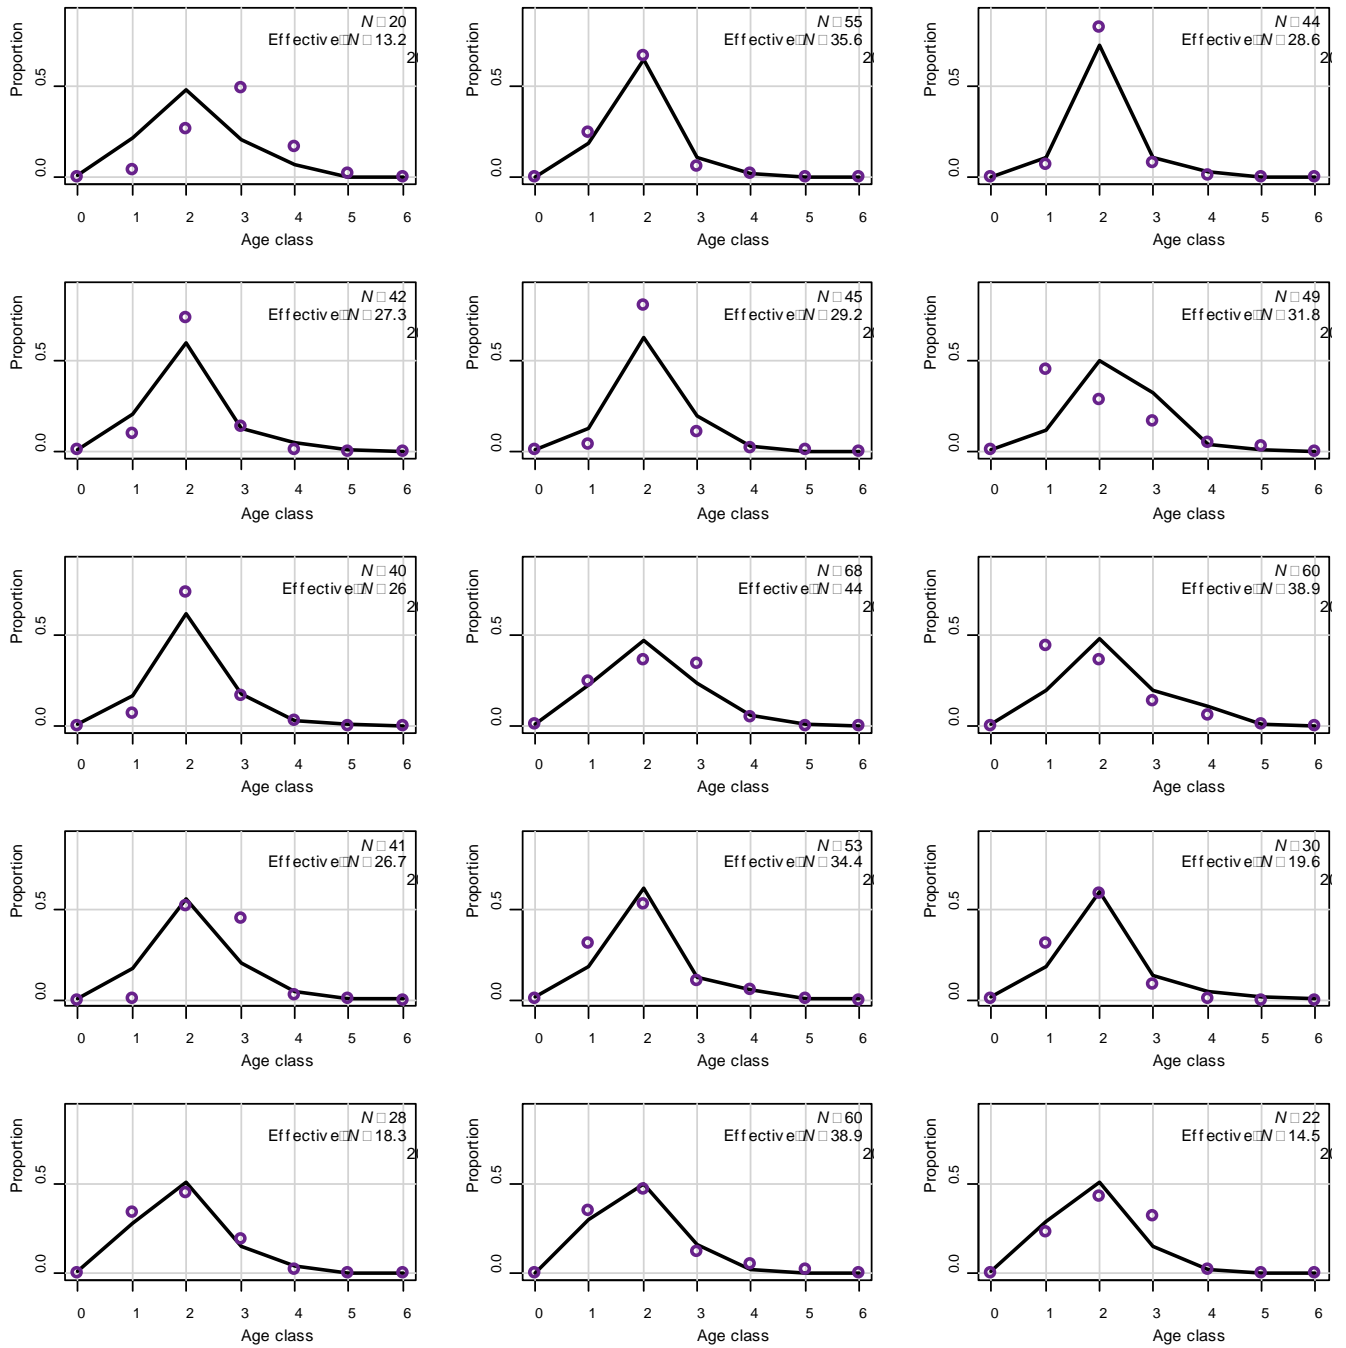 N□20
Effective□N□13.2
Proportion
0.5
0.0
0 1 2 3 4 5 6
Age class
N□55
Effective□N□35.6
Proportion
0.5
0.0
0 1 2 3 4 5 6
Age class
N□44
Effective□N□28.6
Proportion
0.5
0.0
0 1 2 3 4 5 6
Age class
N□42
Effective□N□27.3
Proportion
0.5
0.0
0 1 2 3 4 5 6
Age class
N□45
Effective□N□29.2
Proportion
0.5
0.0
0 1 2 3 4 5 6
Age class
N□49
Effective□N□31.8
Proportion
0.5
0.0
0 1 2 3 4 5 6
Age class
N□40
Effective□N□26
Proportion
0.5
0.0
0 1 2 3 4 5 6
Age class
N□68
Effective□N□44
Proportion
0.5
0.0
0 1 2 3 4 5 6
Age class
N□60
Effective□N□38.9
Proportion
0.5
0.0
0 1 2 3 4 5 6
Age class
N□41
Effective□N□26.7
Proportion
0.5
0.0
0 1 2 3 4 5 6
Age class
N□53
Effective□N□34.4
Proportion
0.5
0.0
0 1 2 3 4 5 6
Age class
N□30
Effective□N□19.6
Proportion
0.5
0.0
0 1 2 3 4 5 6
Age class
N□28
Effective□N□18.3
Proportion
0.5
0.0
0 1 2 3 4 5 6
Age class
N□60
Effective□N□38.9
Proportion
0.5
0.0
0 1 2 3 4 5 6
Age class
N□22
Effective□N□14.5
Proportion
0.5
0.0
0 1 2 3 4 5 6
Age class